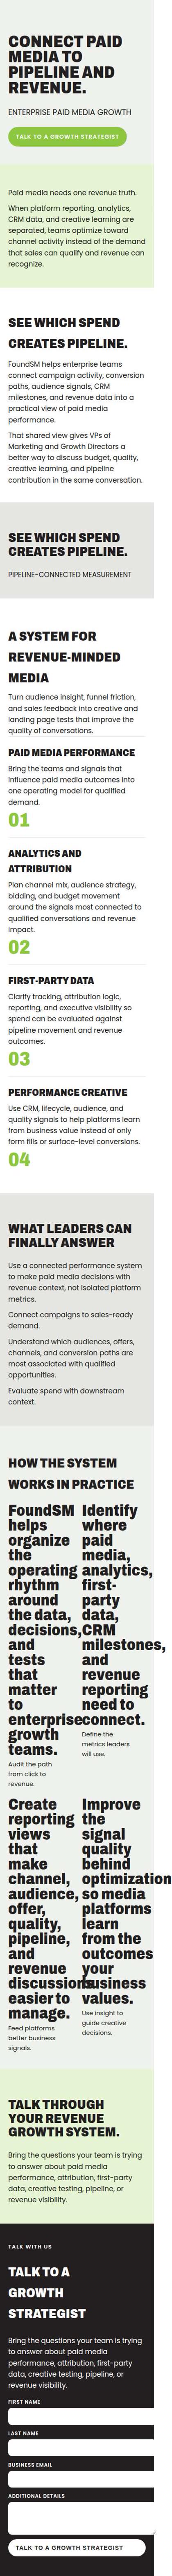 CONNECT PAID
MEDIA TO
PIPELINE AND
REVENUE.
ENTERPRISE PAID MEDIA GROWTH
TALK TO A GROWTH STRATEGIST
Paid media needs one revenue truth.
When platform reporting, analytics,
CRM data, and creative learning are
separated, teams optimize toward
channel activity instead of the demand
that sales can qualify and revenue can
recognize.
SEE WHICH SPEND
CREATES PIPELINE.
FoundSM helps enterprise teams
connect campaign activity, conversion
paths, audience signals, CRM
milestones, and revenue data into a
practical view of paid media
performance.
That shared view gives VPs of
Marketing and Growth Directors a
better way to discuss budget, quality,
creative learning, and pipeline
contribution in the same conversation.
SEE WHICH SPEND
CREATES PIPELINE.
PIPELINE-CONNECTED MEASUREMENT
A SYSTEM FOR
REVENUE-MINDED
MEDIA
Turn audience insight, funnel friction,
and sales feedback into creative and
landing page tests that improve the
quality of conversations.
PAID MEDIA PERFORMANCE
Bring the teams and signals that
influence paid media outcomes into
one operating model for qualified
demand.
01
ANALYTICS AND
ATTRIBUTION
Plan channel mix, audience strategy,
bidding, and budget movement
around the signals most connected to
qualified conversations and revenue
impact.
02
FIRST-PARTY DATA
Clarify tracking, attribution logic,
reporting, and executive visibility so
spend can be evaluated against
pipeline movement and revenue
outcomes.
03
PERFORMANCE CREATIVE
Use CRM, lifecycle, audience, and
quality signals to help platforms learn
from business value instead of only
form fills or surface-level conversions.
04
WHAT LEADERS CAN
FINALLY ANSWER
Use a connected performance system
to make paid media decisions with
revenue context, not isolated platform
metrics.
Connect campaigns to sales-ready
demand.
Understand which audiences, offers,
channels, and conversion paths are
most associated with qualified
opportunities.
Evaluate spend with downstream
context.
HOW THE SYSTEM
WORKS IN PRACTICE
FoundSM
helps
organize
the
operating
rhythm
around
the data,
decisions,
and
tests
that
matter
to
enterprise
growth
teams.
Audit the path
from click to
revenue.
Identify
where
paid
media,
analytics,
first-
party
data,
CRM
milestones,
and
revenue
reporting
need to
connect.
Define the
metrics leaders
will use.
Create
reporting
views
that
make
channel,
audience,
offer,
quality,
pipeline,
and
revenue
discussions
easier to
manage.
Feed platforms
better business
signals.
Improve
the
signal
quality
behind
optimization
so media
platforms
learn
from the
outcomes
your
business
values.
Use insight to
guide creative
decisions.
TALK THROUGH
YOUR REVENUE
GROWTH SYSTEM.
Bring the questions your team is trying
to answer about paid media
performance, attribution, first-party
data, creative testing, pipeline, or
revenue visibility.
TALK WITH US
TALK TO A
GROWTH
STRATEGIST
Bring the questions your team is trying
to answer about paid media
performance, attribution, first-party
data, creative testing, pipeline, or
revenue visibility.
FIRST NAME
LAST NAME
BUSINESS EMAIL
ADDITIONAL DETAILS
TALK TO A GROWTH STRATEGIST